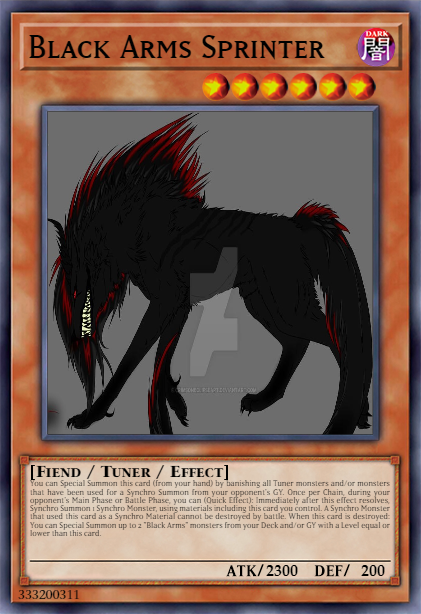 Black Arms Sprinter
DARK
闇
[Fiend / Tuner / Effect]
You can Special Summon this card (from your hand) by banishing all Tuner monsters and/or monsters
that have been used for a Synchro Summon from your opponent's GY. Once per Chain, during your
opponent's Main Phase or Battle Phase, you can (Quick Effect): Immediately after this effect resolves,
Synchro Summon 1 Synchro Monster, using materials including this card you control. A Synchro Monster
that used this card as a Synchro Material cannot be destroyed by battle. When this card is destroyed:
You can Special Summon up to 2 "Black Arms" monsters from your Deck and/or GY with a Level equal or
lower than this card.
ATK/2300 DEF/ 200
333200311